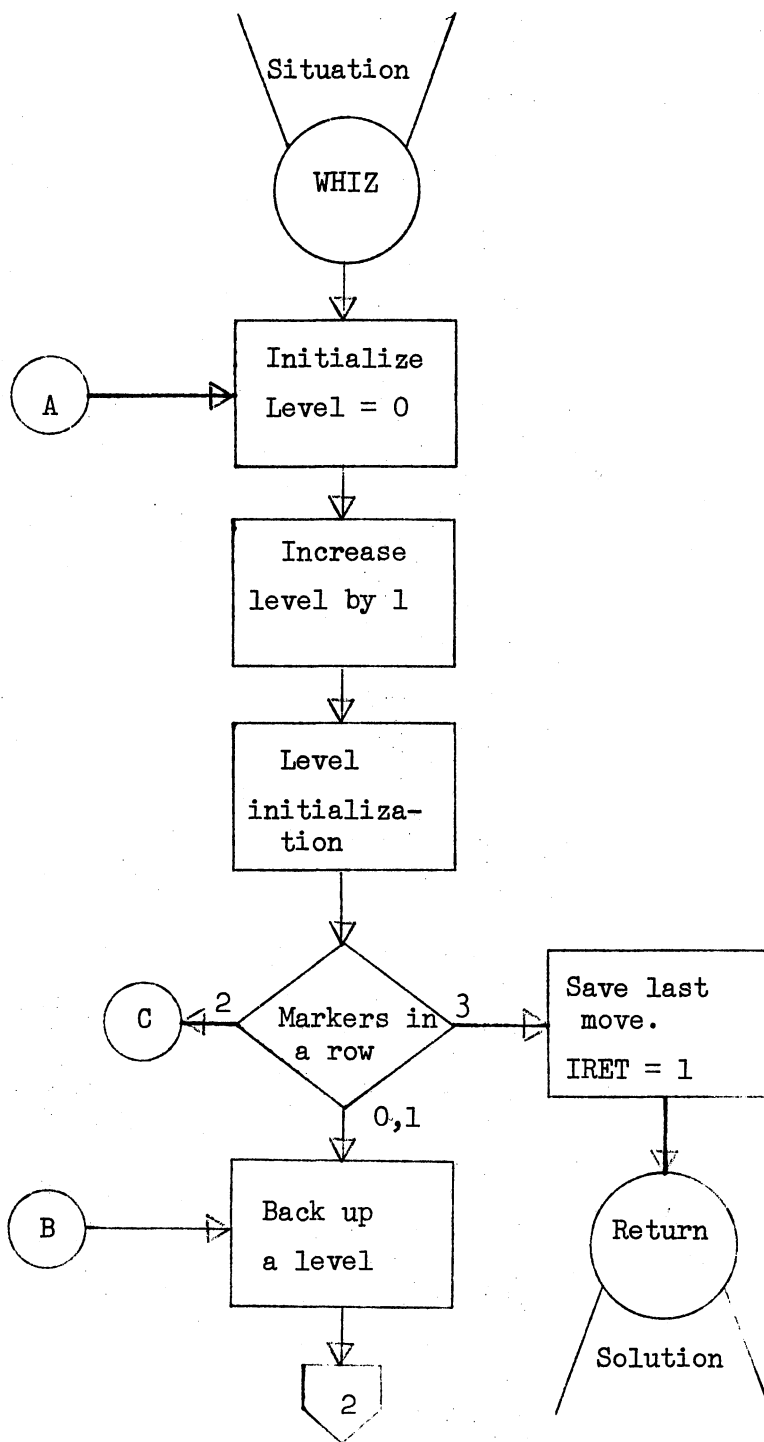 Situation
WHIZ
Initialize
Level = 0
A
Increase
level by 1
Level
initializa-
tion
Markers in
a row
2
C
3
Save last
move.
IRET = 1
0,1
B
Back up
a level
Return
Solution
2